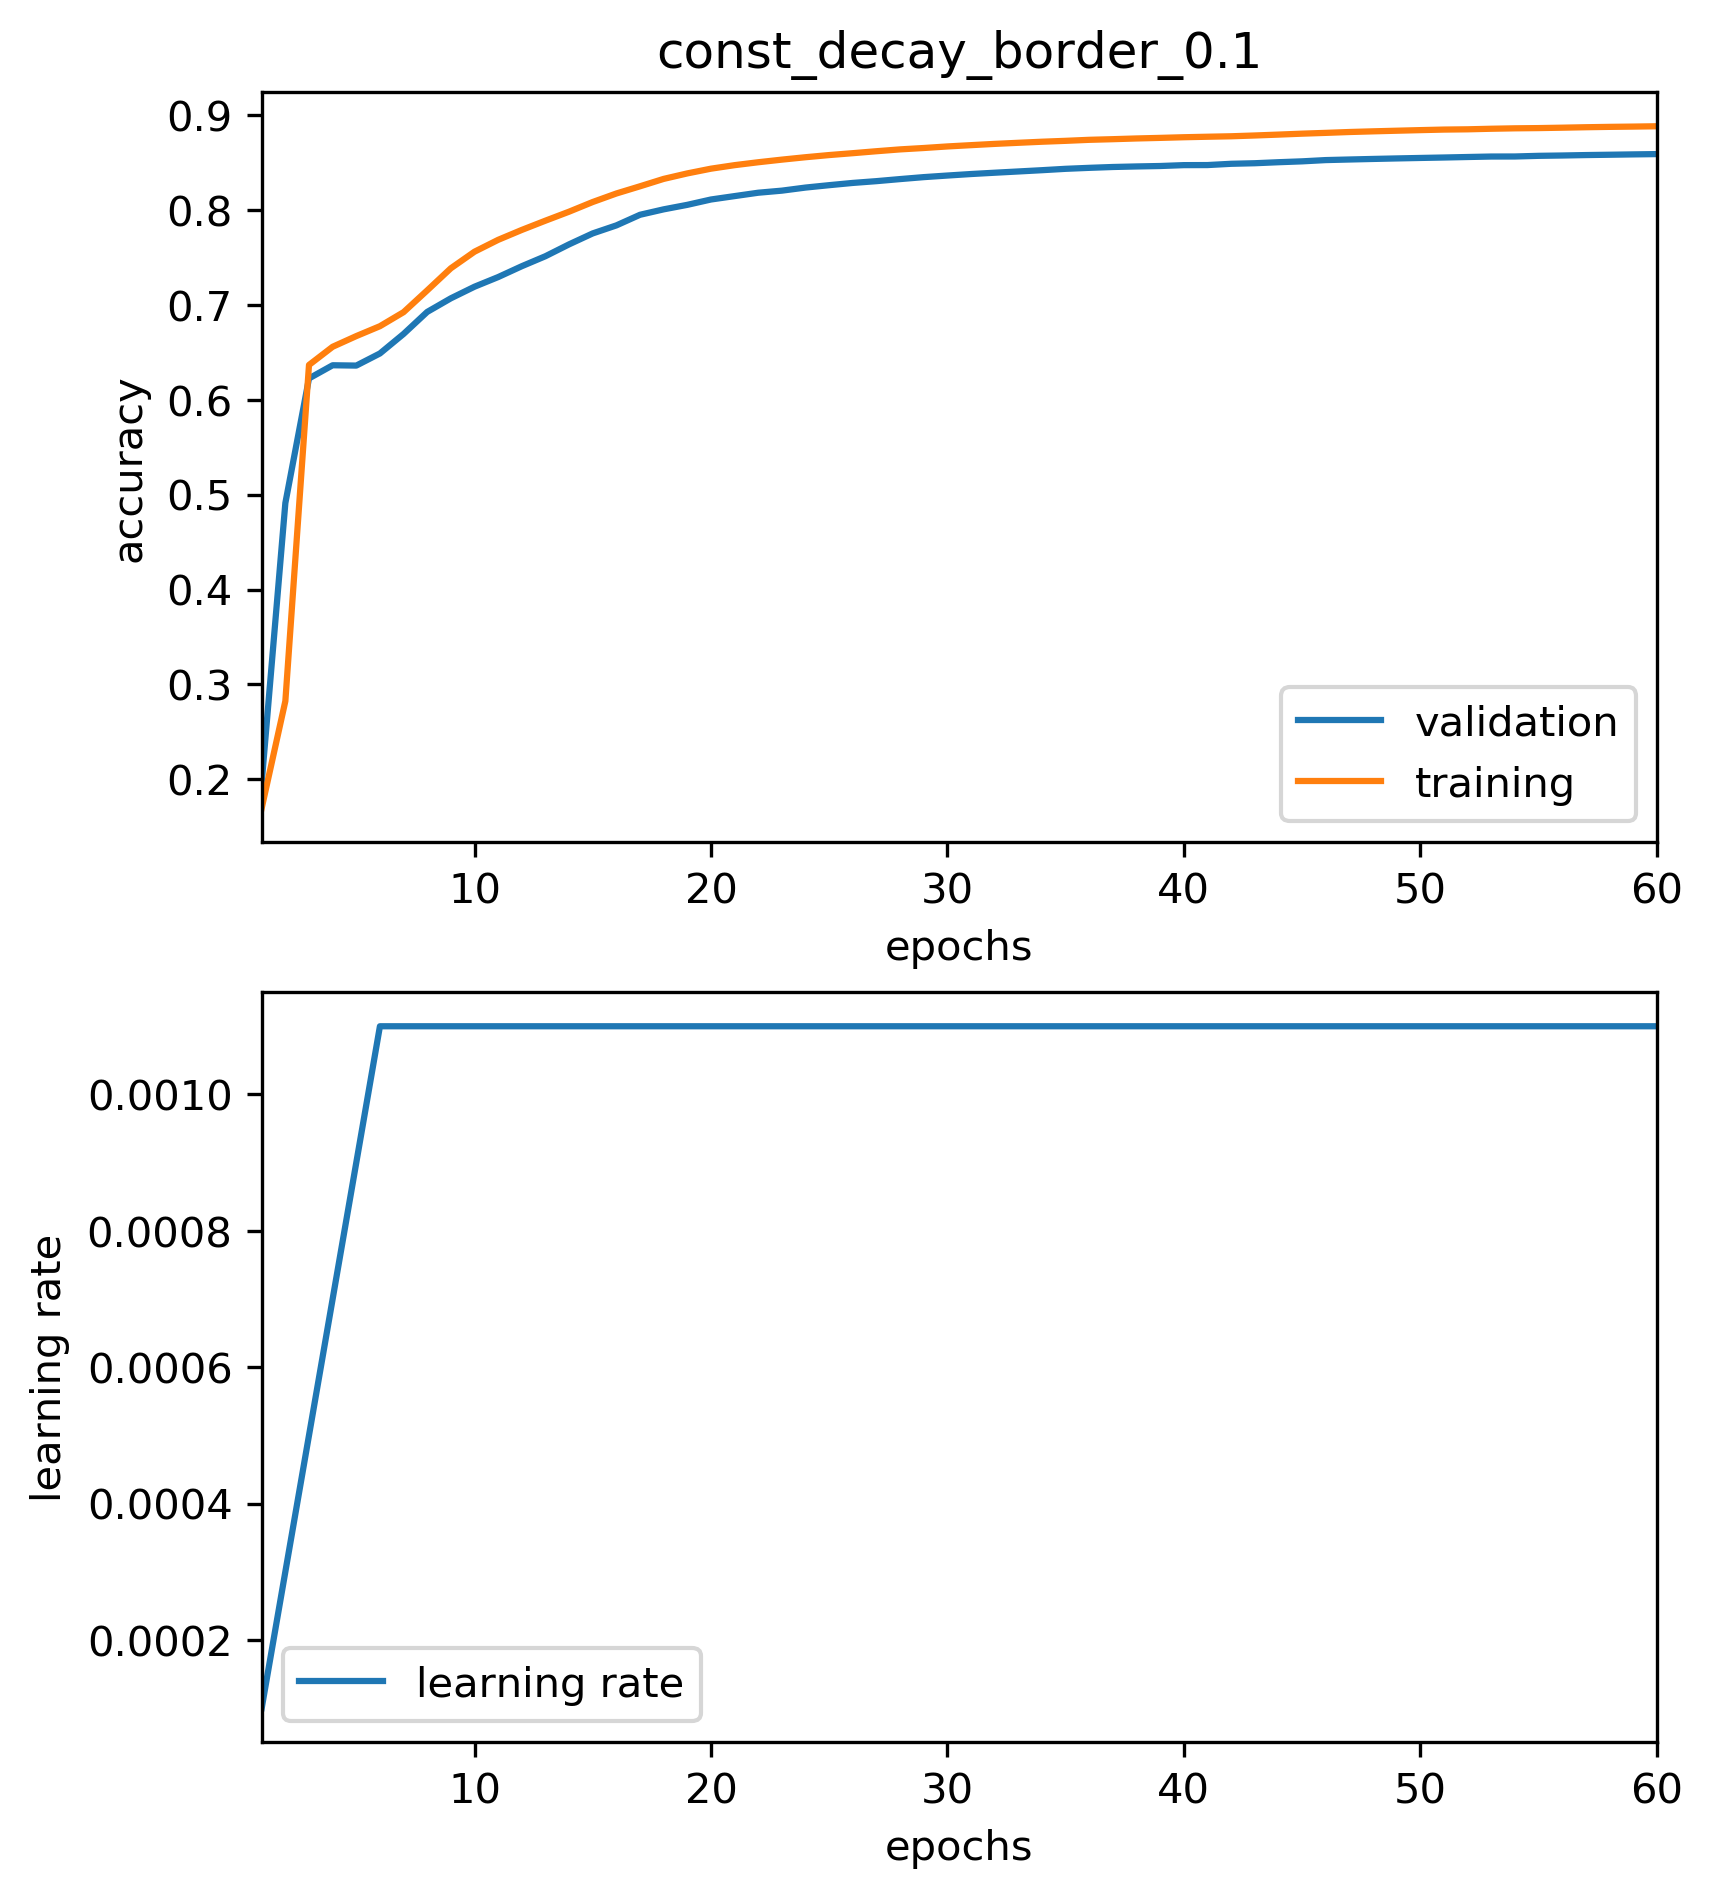 const_decay_border_0.1
0.9
0.8
0.7
0.6
0.5
0.4
0.3
0.2
accuracy
validation
training
10 20 30 40 50 60
epochs
0.0010
0.0008
0.0006
0.0004
0.0002
learning rate
learning rate
10 20 30 40 50 60
epochs